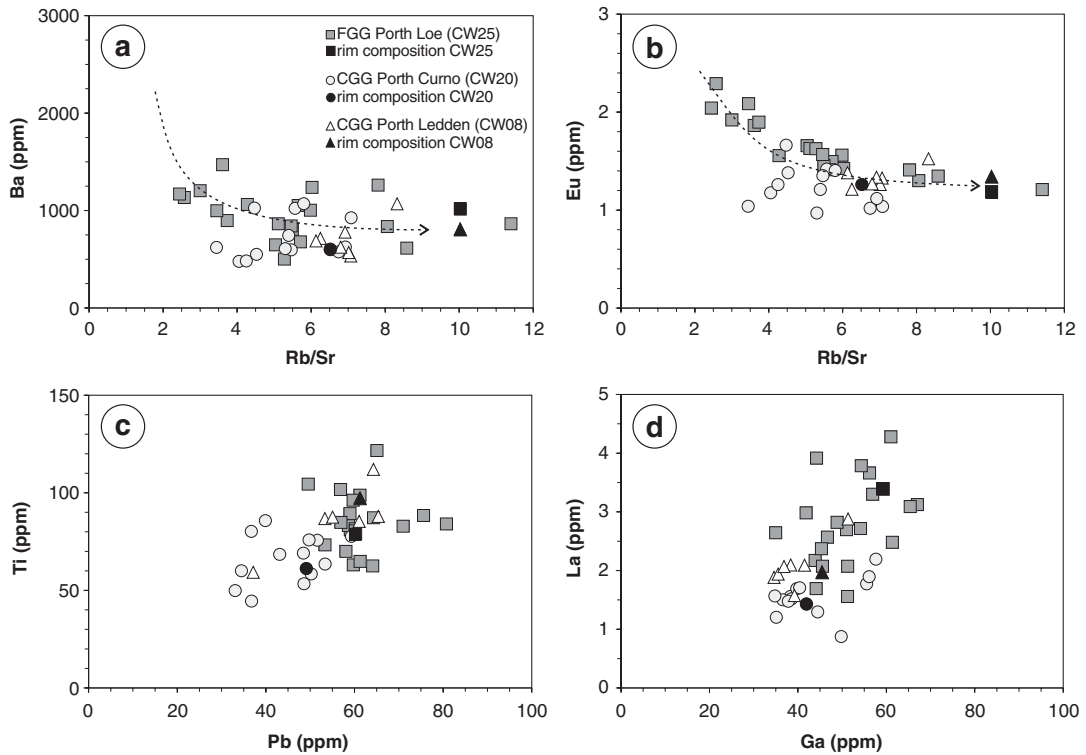 3000
2000
1000
0
Ba (ppm)
a
FGG Porth Loe (CW25)
rim composition CW25
CGG Porth Curno (CW20)
rim composition CW20
CGG Porth Ledden (CW08)
rim composition CW08
0 2 4 6 8 10 12
Rb/Sr
3
2
1
0
Eu (ppm)
b
0 2 4 6 8 10 12
Rb/Sr
150
100
50
0
Ti (ppm)
c
0 20 40 60 80 100
Pb (ppm)
5
4
3
2
1
0
La (ppm)
d
0 20 40 60 80 100
Ga (ppm)